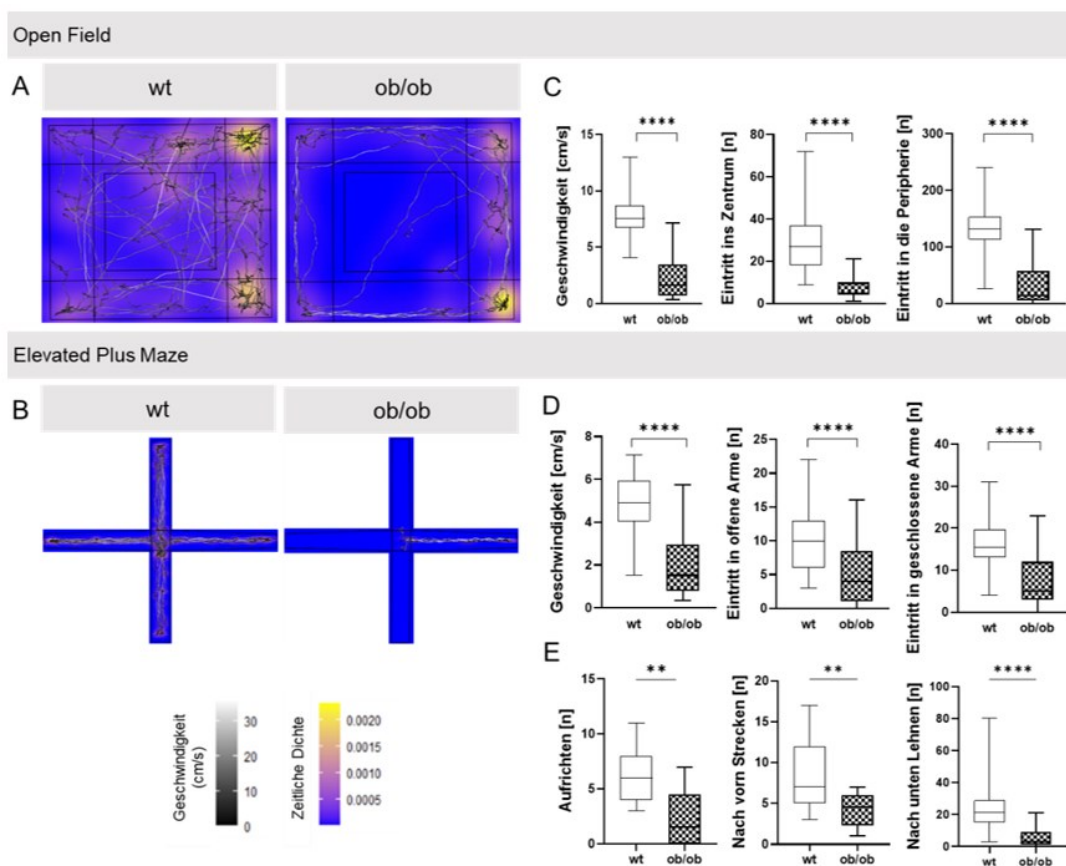 Open Field
A
wt
ob/ob
C
Geschwindigkeit [cm/s]
15
10
5
0
****
wt
ob/ob
Eintritt ins Zentrum [n]
80
60
40
20
0
****
wt
ob/ob
Eintritt in die Peripherie [n]
300
200
100
0
****
wt
ob/ob
Elevated Plus Maze
B
wt
ob/ob
D
Geschwindigkeit [cm/s]
8
6
4
2
0
****
wt
ob/ob
Eintritt in offene Arme [n]
25
20
15
10
5
0
****
wt
ob/ob
Eintritt in geschlossene Arme [n]
40
30
20
10
0
****
wt
ob/ob
Geschwindigkeit
(cm/s)
30
20
10
0
Zeitliche Dichte
0.0020
0.0015
0.0010
0.0005
E
Aufrichten [n]
15
10
5
0
**
wt
ob/ob
Nach vorn Strecken [n]
20
15
10
5
0
**
wt
ob/ob
Nach unten Lehnen [n]
100
80
60
40
20
0
****
wt
ob/ob